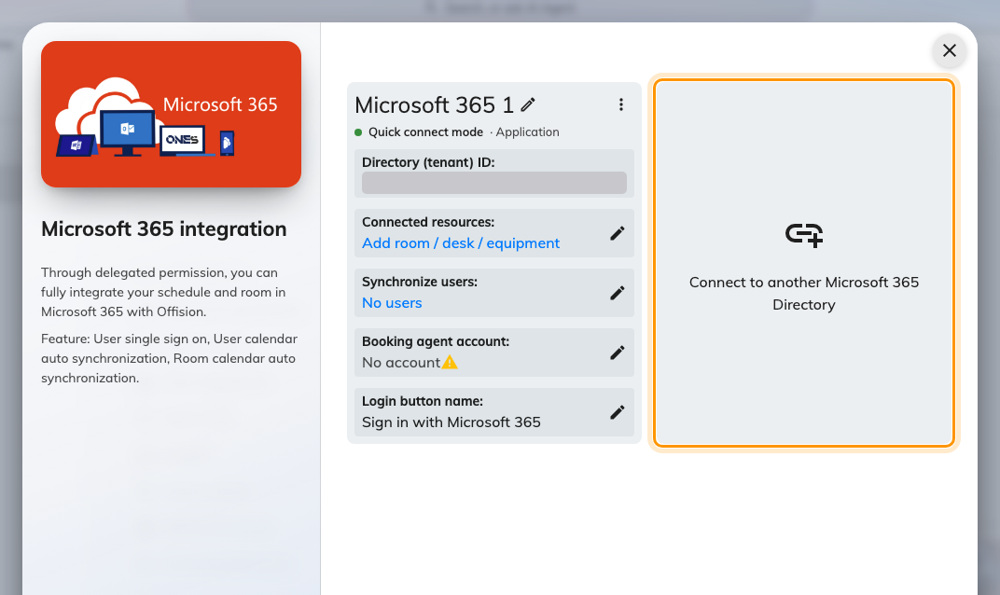 Microsoft 365
ONES
Microsoft 365 integration
Through delegated permission, you can
fully integrate your schedule and room in
Microsoft 365 with Offision.
Feature: User single sign on, User calendar
auto synchronization, Room calendar auto
synchronization.
Microsoft 365 1
Quick connect mode · Application
Directory (tenant) ID:
Connected resources:
Add room / desk / equipment
Synchronize users:
No users
Booking agent account:
No account
Login button name:
Sign in with Microsoft 365
Connect to another Microsoft 365
Directory